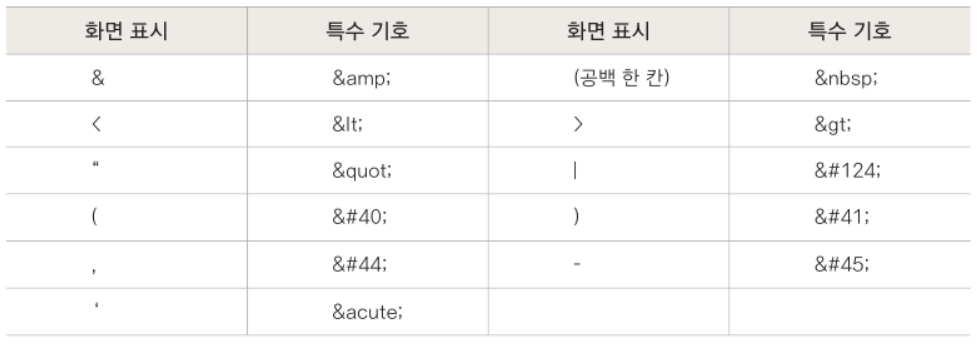 화면 표시 특수 기호 화면 표시 특수 기호
& &amp; (공백 한 칸) &nbsp;
< &lt; > &gt;
“ &quot; | &#124;
( &#40; ) &#41;
, &#44; - &#45;
‘ &acute;